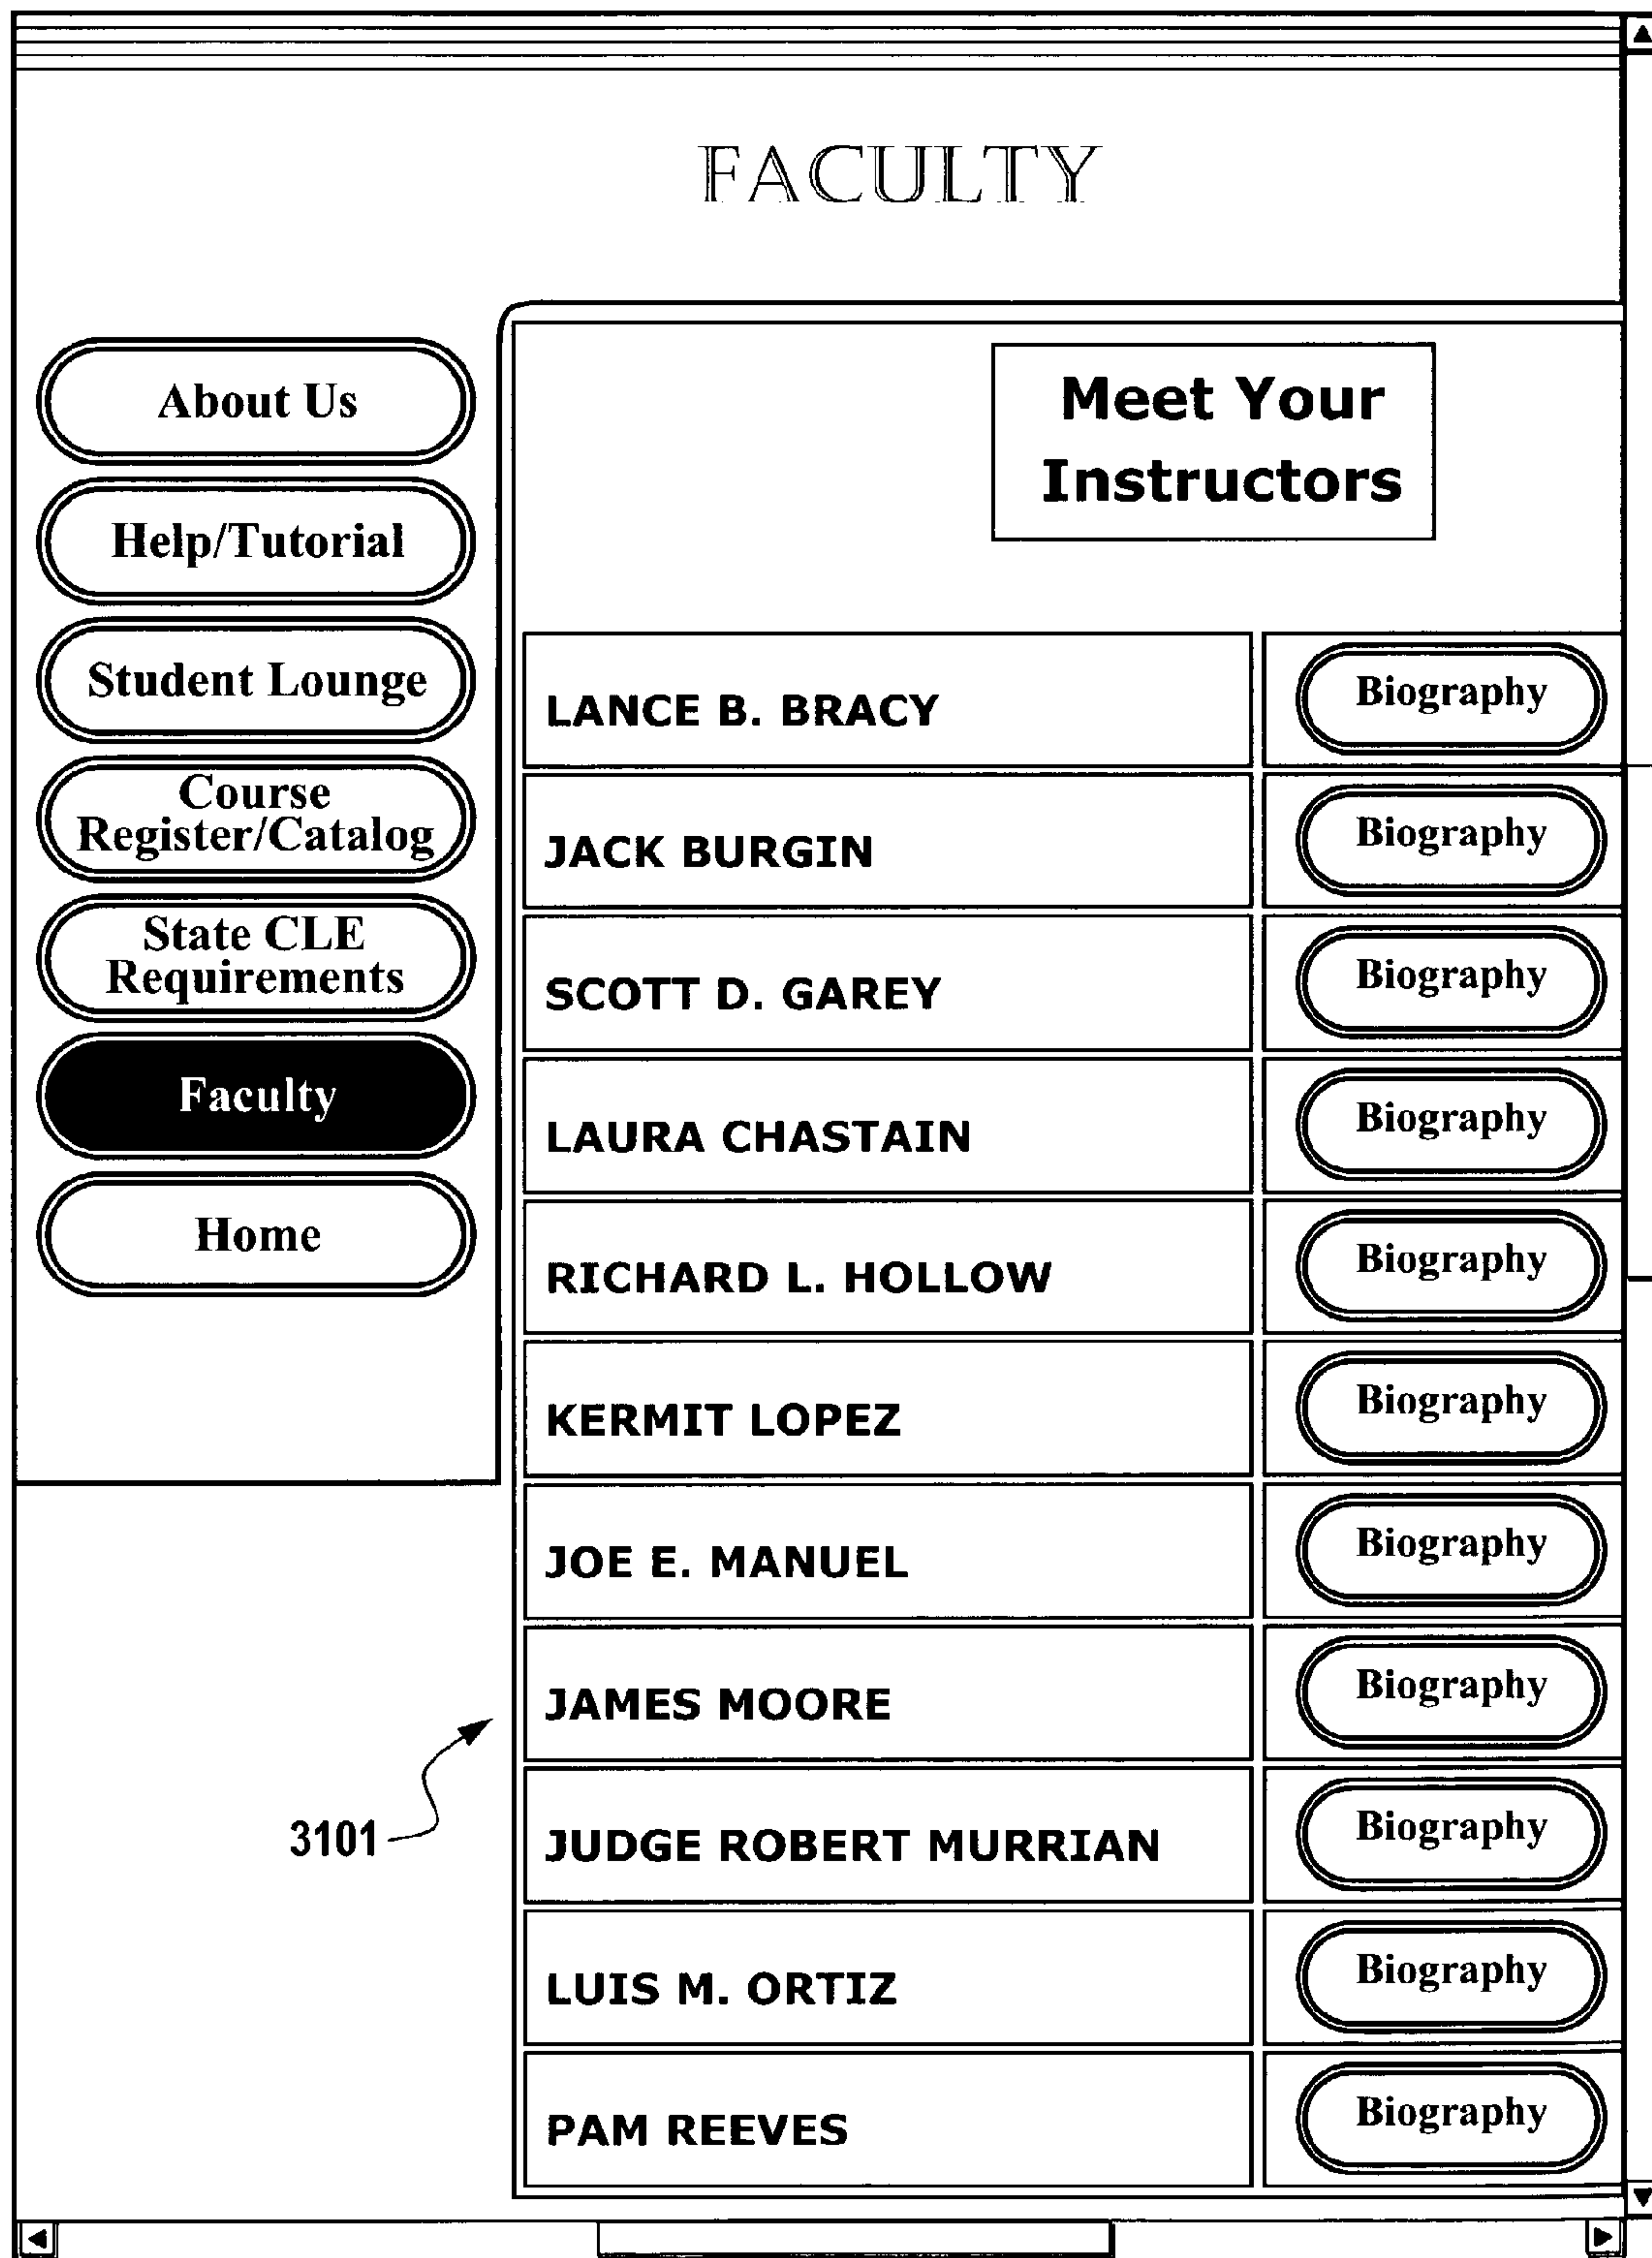 FACULTY
About Us
Help/Tutorial
Student Lounge
Course
Register/Catalog
State CLE
Requirements
Faculty
Home
Meet Your
Instructors
LANCE B. BRACY Biography
JACK BURGIN Biography
SCOTT D. GAREY Biography
LAURA CHASTAIN Biography
RICHARD L. HOLLOW Biography
KERMIT LOPEZ Biography
JOE E. MANUEL Biography
JAMES MOORE Biography
JUDGE ROBERT MURRIAN Biography
LUIS M. ORTIZ Biography
PAM REEVES Biography
3101